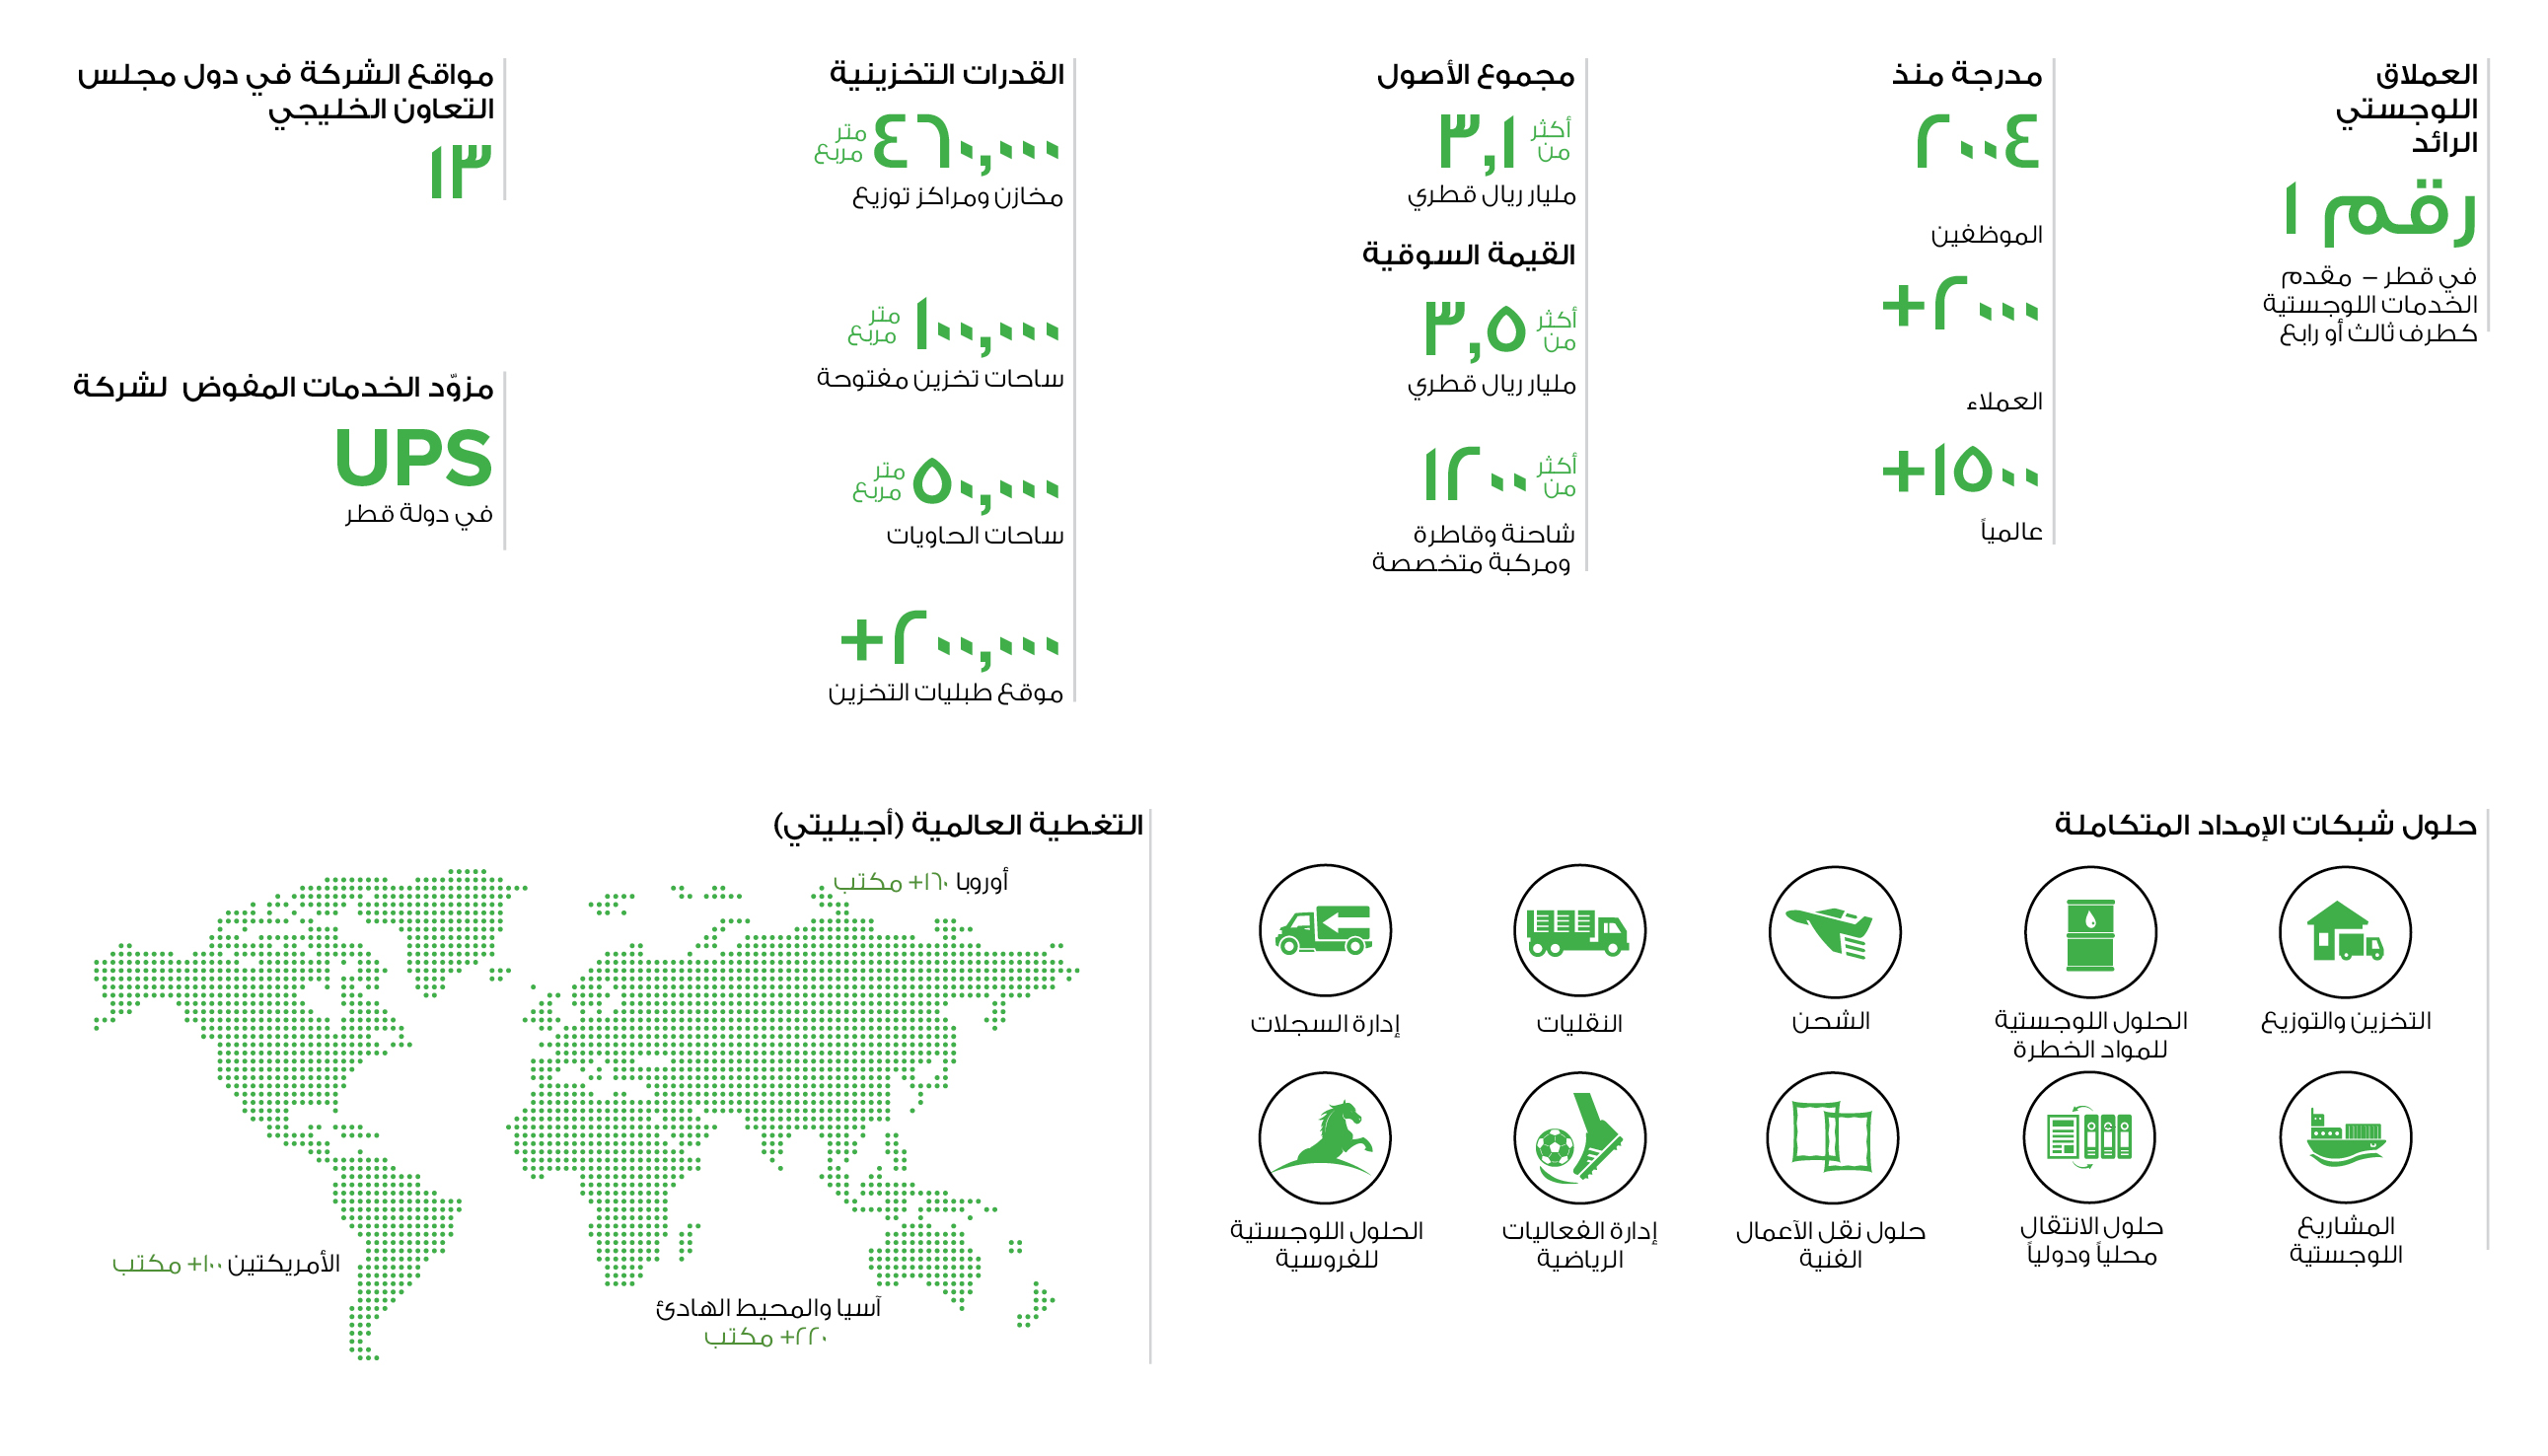 العملاق
اللوجستي
الرائد
رقم ١
في قطر – مقدم
الخدمات اللوجستية
كطرف ثالث أو رابع
مدرجة منذ
٢٠٠٤
الموظفين
٢٠٠٠+
العملاء
١٥٠٠+
عالمياً
مجموع الأصول
أكثر من ٣,١
مليار ريال قطري
القيمة السوقية
أكثر من ٣,٥
مليار ريال قطري
أكثر من ١٢٠٠
شاحنة وقاطرة
ومركبة متخصصة
القدرات التخزينية
٤٦٠,٠٠٠ متر مربع
مخازن ومراكز توزيع
١٠٠,٠٠٠ متر مربع
ساحات تخزين مفتوحة
٥٠,٠٠٠ متر مربع
ساحات الحاويات
٢٠٠,٠٠٠+
موقع طبليات التخزين
مواقع الشركة في دول مجلس
التعاون الخليجي
١٣
مزوّد الخدمات المفوض لشركة
UPS
في دولة قطر
حلول شبكات الإمداد المتكاملة
التخزين والتوزيع
الحلول اللوجستية
للمواد الخطرة
الشحن
النقليات
إدارة السجلات
المشاريع
اللوجستية
حلول الانتقال
محلياً ودولياً
حلول نقل الآعمال
الفنية
إدارة الفعاليات
الرياضية
الحلول اللوجستية
للفروسية
التغطية العالمية (أجيليتي)
أوروبا ١٦٠+ مكتب
الأمريكتين ١٠٠+ مكتب
آسيا والمحيط الهادئ
٢٢٠+ مكتب